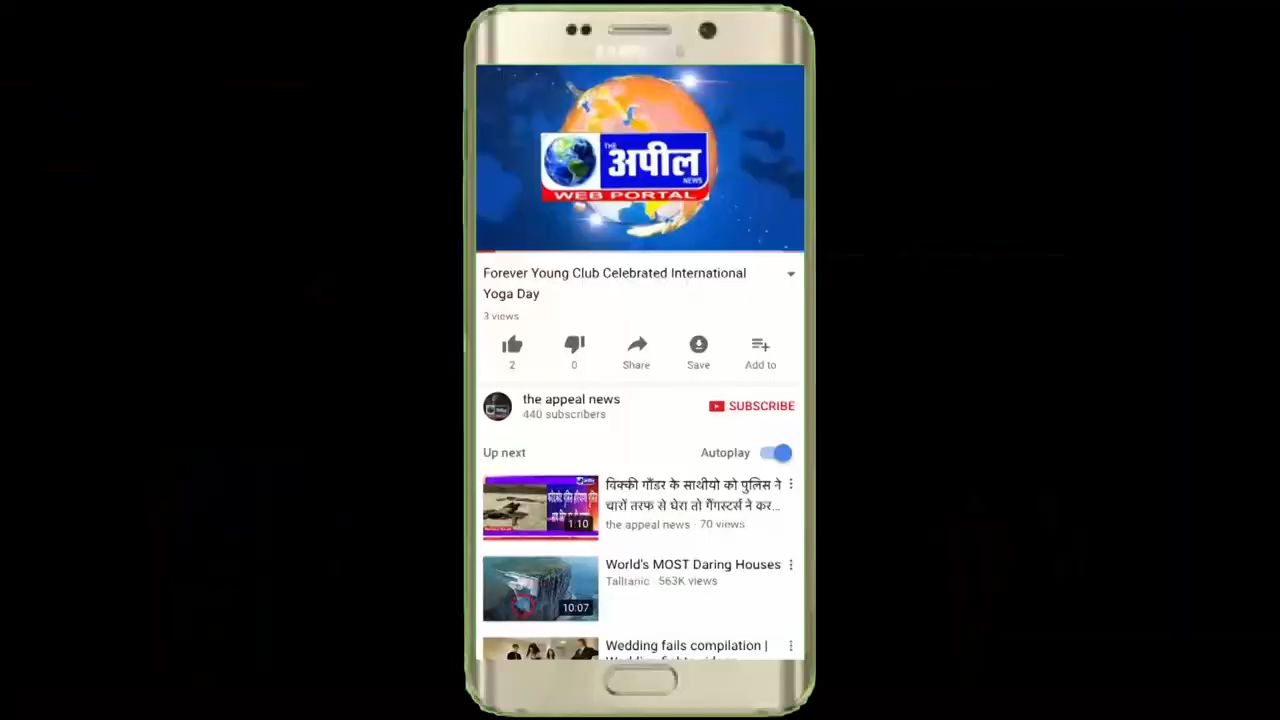 THE
अपील
NEWS
WEB PORTAL
Forever Young Club Celebrated International
Yoga Day
3 views
2
0
Share
Save
Add to
the appeal news
440 subscribers
SUBSCRIBE
Up next
Autoplay
विक्की गौंडर के साथीयो को पुलिस ने
चारों तरफ से घेरा तो गैंगस्टर्स ने कर...
the appeal news · 70 views
1:10
World's MOST Daring Houses
Talltanic · 563K views
10:07
Wedding fails compilation |